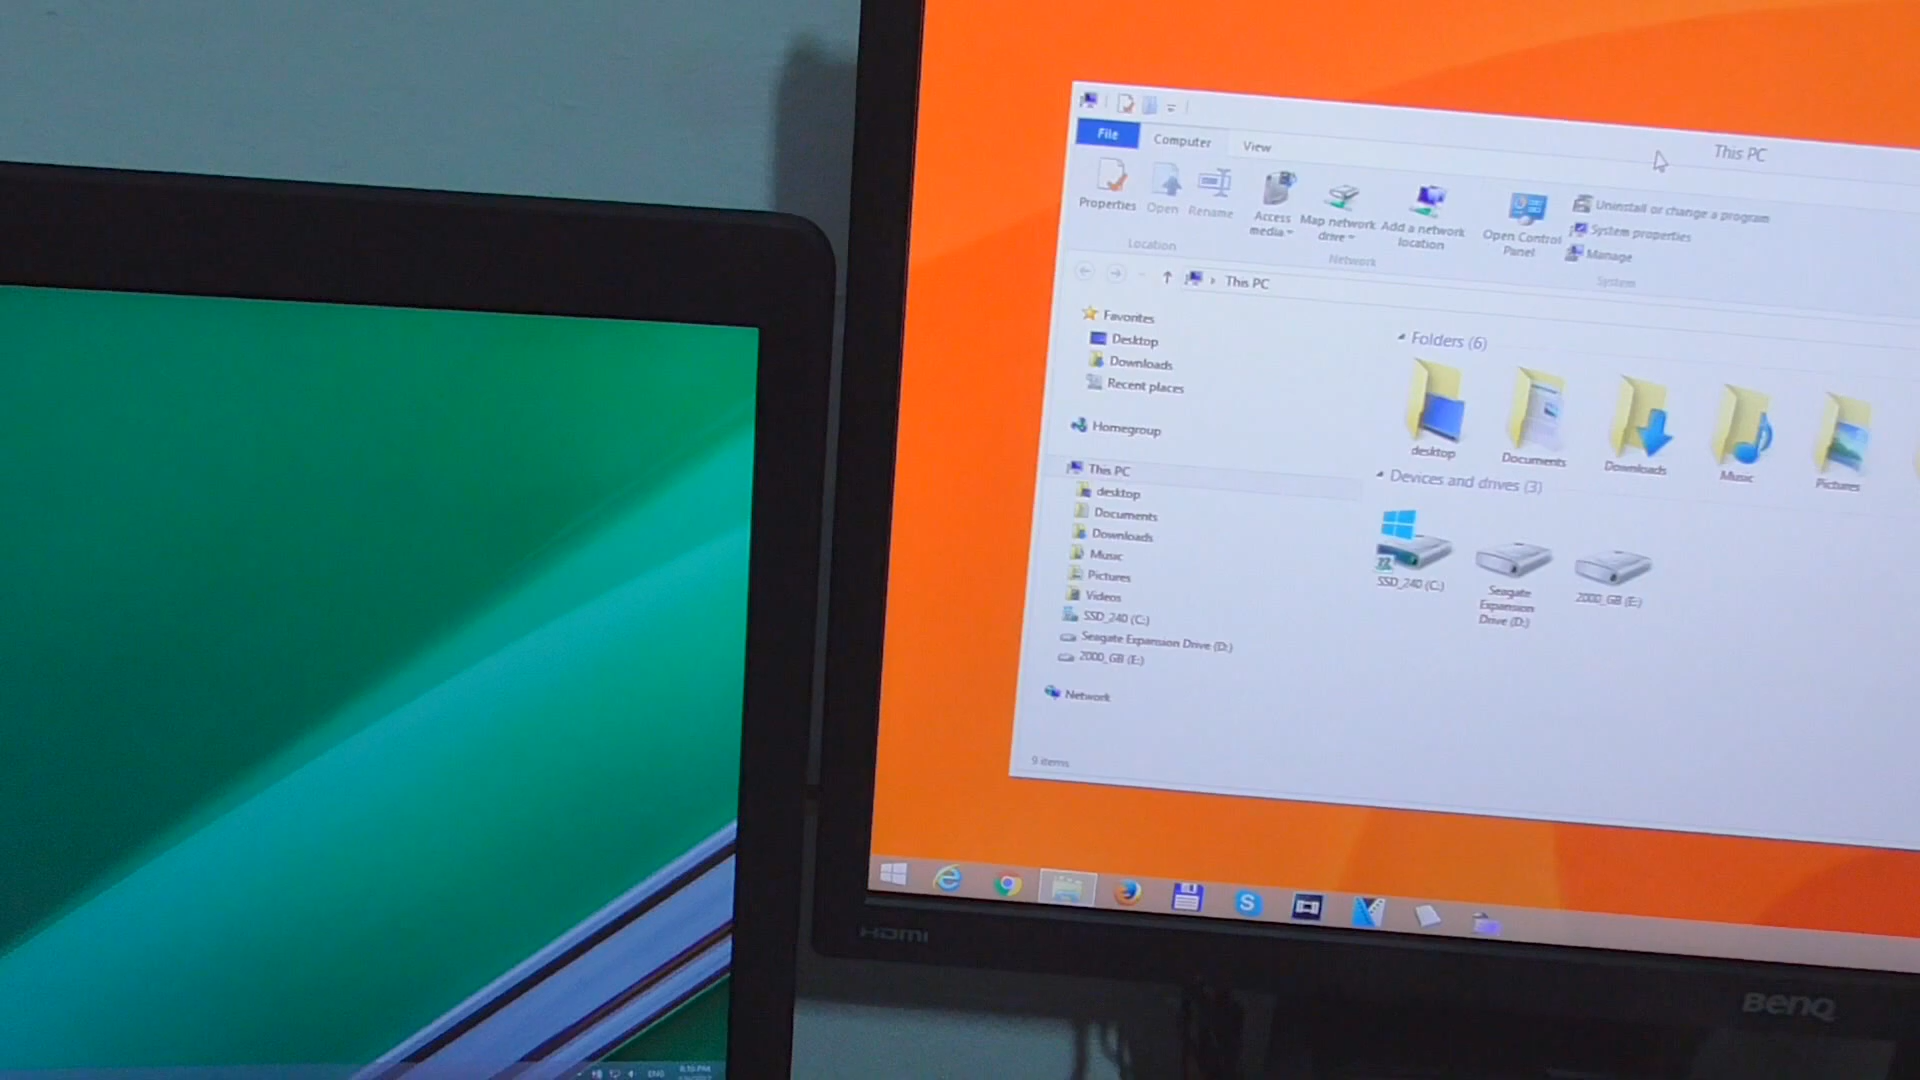 This PC
File Computer View
Properties Open Rename Access media Map network drive Add a network location Open Control Panel
Uninstall or change a program
System properties
Manage
Location Network System
This PC
Favorites
Desktop
Downloads
Recent places
Homegroup
This PC
desktop
Documents
Downloads
Music
Pictures
Videos
SSD_240 (C:)
Seagate Expansion Drive (D:)
2000_GB (E:)
Network
9 items
Folders (6)
desktop Documents Downloads Music Pictures
Devices and drives (3)
SSD_240 (C:)
Seagate
Expansion
Drive (D:)
2000_GB (E:)
HDMI
BenQ
ENG